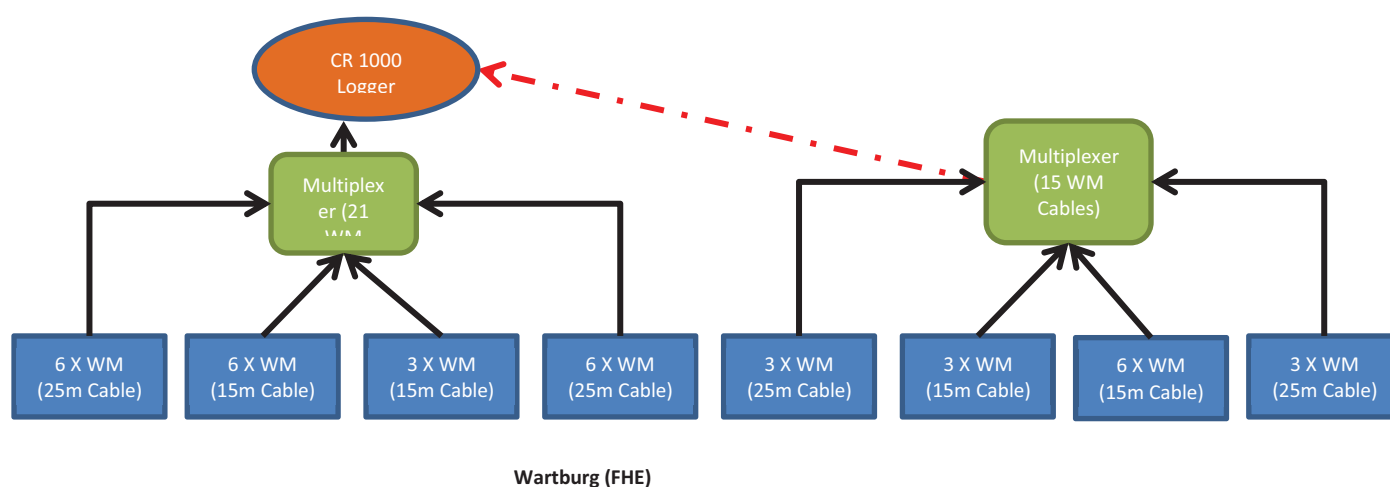 CR 1000
Logger
Multiplex
er (21
WM
Multiplexer
(15 WM
Cables)
6 X WM
(25m Cable)
6 X WM
(15m Cable)
3 X WM
(15m Cable)
6 X WM
(25m Cable)
3 X WM
(25m Cable)
3 X WM
(15m Cable)
6 X WM
(15m Cable)
3 X WM
(25m Cable)
Wartburg (FHE)